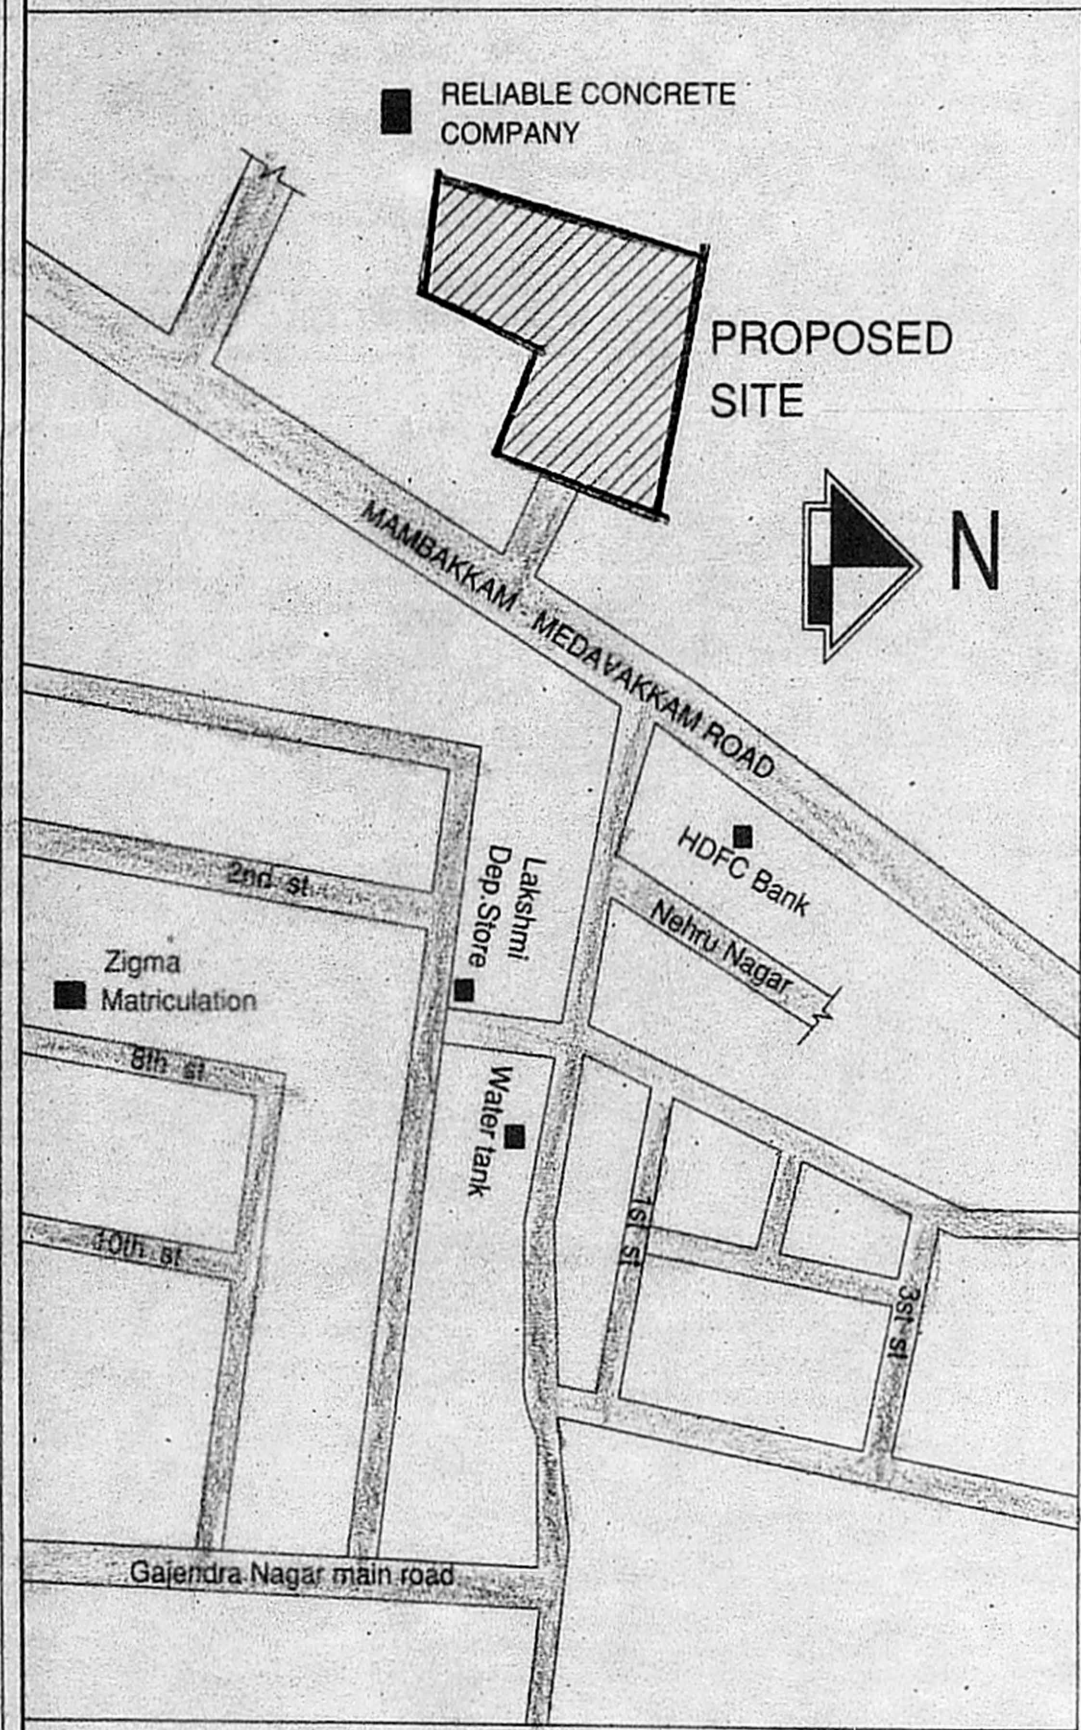 RELIABLE CONCRETE
COMPANY
PROPOSED
SITE
N
MAMBAKKAM - MEDAVAKKAM ROAD
HDFC Bank
Nehru Nagar
Lakshmi
Dep.Store
2nd st
Zigma
Matriculation
8th st
Water tank
10th st
1st st
3st st
Gajendra Nagar main road